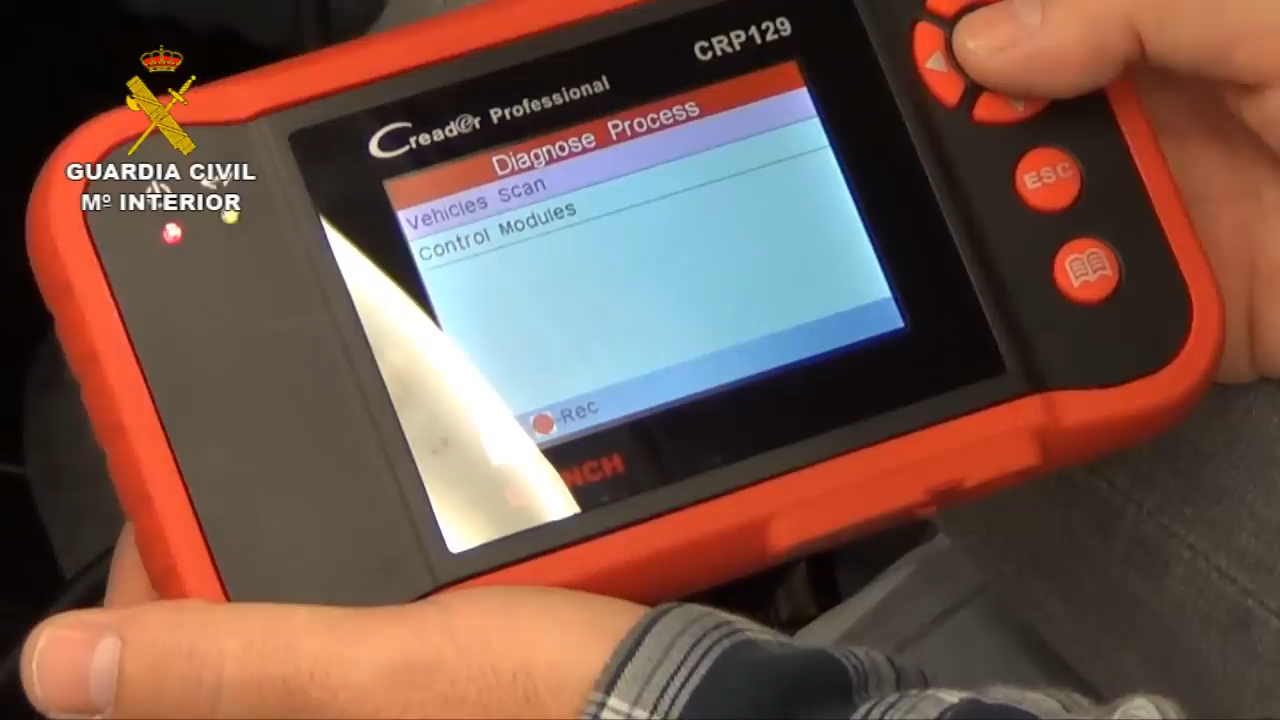 CRP129
Creader Professional
Diagnose Process
Vehicles Scan
Control Modules
Rec
ESC
GUARDIA CIVIL
Mº INTERIOR